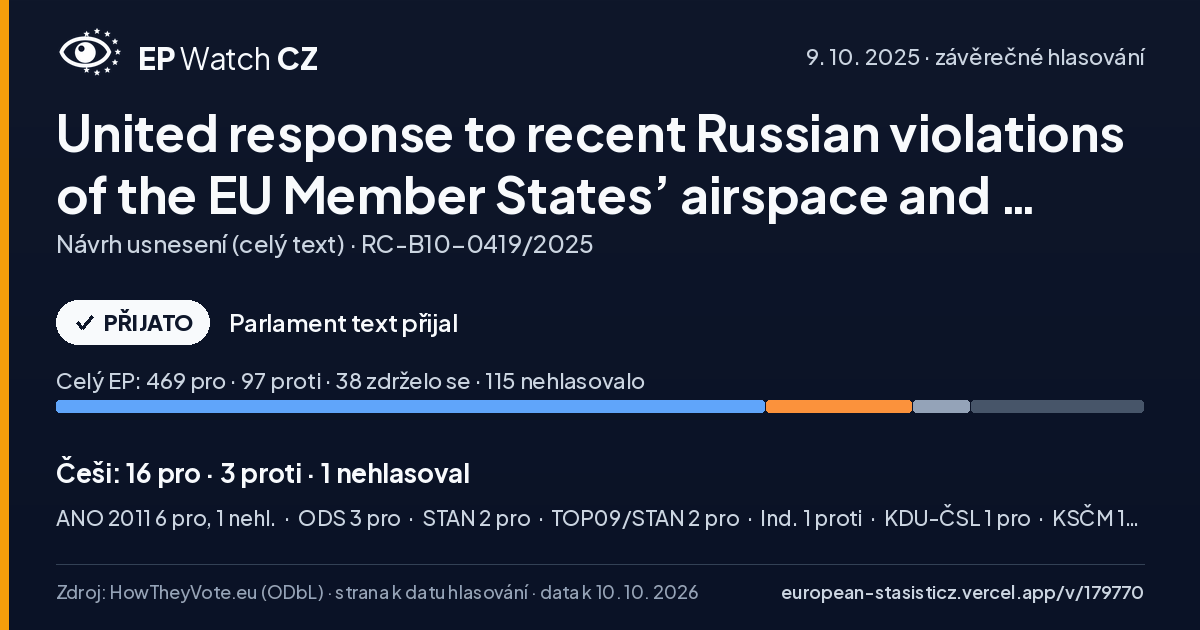 EP Watch CZ
9. 10. 2025 · závěrečné hlasování
United response to recent Russian violations
of the EU Member States’ airspace and …
Návrh usnesení (celý text) · RC-B10-0419/2025
✓ PŘIJATO
Parlament text přijal
Celý EP: 469 pro · 97 proti · 38 zdrželo se · 115 nehlasovalo
Češi: 16 pro · 3 proti · 1 nehlasoval
ANO 2011 6 pro, 1 nehl. · ODS 3 pro · STAN 2 pro · TOP09/STAN 2 pro · Ind. 1 proti · KDU-ČSL 1 pro · KSČM 1…
Zdroj: HowTheyVote.eu (ODbL) · strana k datu hlasování · data k 10. 10. 2026
european-stasisticz.vercel.app/v/179770